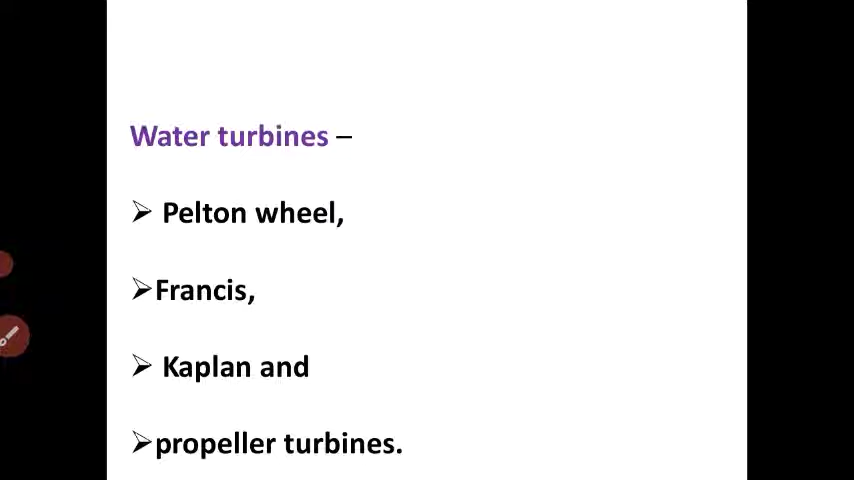 Water turbines –
➢ Pelton wheel,
➢Francis,
➢ Kaplan and
➢propeller turbines.